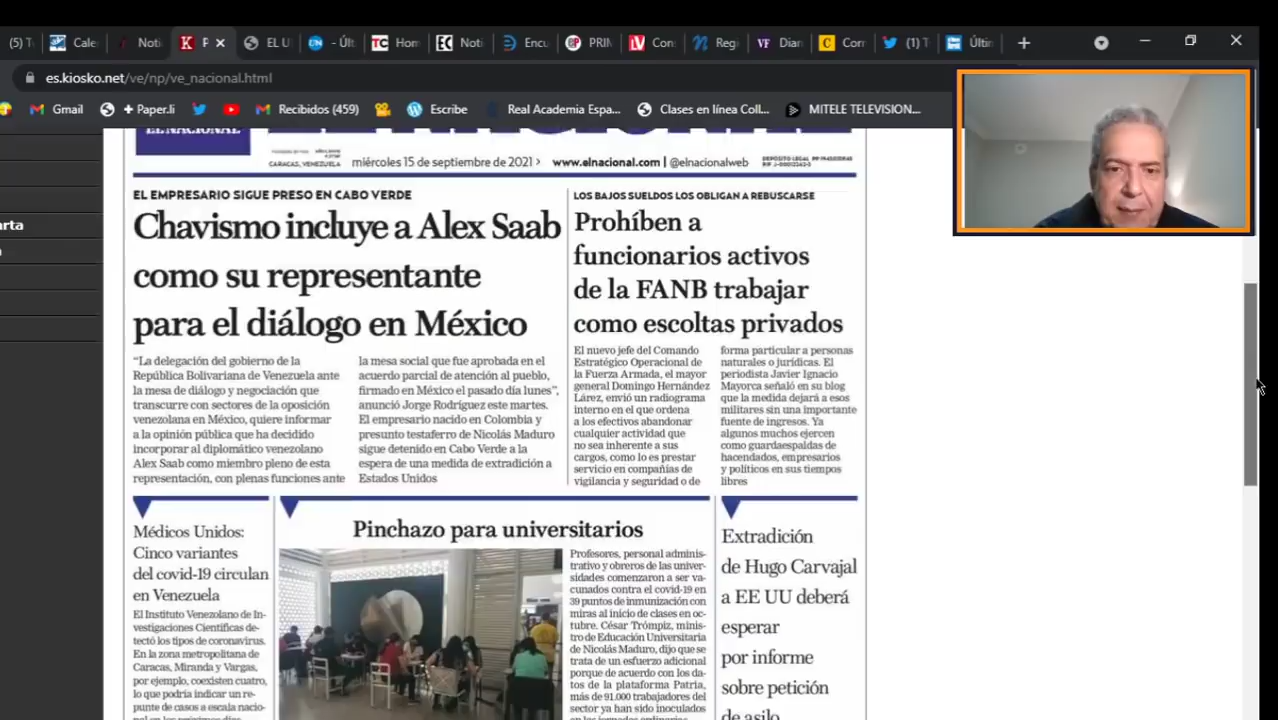 (5) T
Cale
Noti
P
EL U
- Últ
Hom
Noti
Encu
PRIN
Con
Regi
Diar
Corr
(1) T
Últin
es.kiosko.net/ve/np/ve_nacional.html
Gmail
+ Paper.li
Recibidos (459)
Escribe
Real Academia Espa...
Clases en línea Coll...
MITELE TELEVISION...
arta
EL NACIONAL
CARACAS, VENEZUELA
miércoles 15 de septiembre de 2021 >
www.elnacional.com | @elnacionalweb
EL EMPRESARIO SIGUE PRESO EN CABO VERDE
Chavismo incluye a Alex Saab
como su representante
para el diálogo en México
“La delegación del gobierno de la
República Bolivariana de Venezuela ante
la mesa de diálogo y negociación que
transcurre con sectores de la oposición
venezolana en México, quiere informar
a la opinión pública que ha decidido
incorporar al diplomático venezolano
Alex Saab como miembro pleno de esta
representación, con plenas funciones ante
la mesa social que fue aprobada en el
acuerdo parcial de atención al pueblo,
firmado en México el pasado día lunes”,
anunció Jorge Rodríguez este martes.
El empresario nacido en Colombia y
presunto testaferro de Nicolás Maduro
sigue detenido en Cabo Verde a la
espera de una medida de extradición a
Estados Unidos
LOS BAJOS SUELDOS LOS OBLIGAN A REBUSCARSE
Prohíben a
funcionarios activos
de la FANB trabajar
como escoltas privados
El nuevo jefe del Comando
Estratégico Operacional de
la Fuerza Armada, el mayor
general Domingo Hernández
Lárez, envió un radiograma
interno en el que ordena
a los efectivos abandonar
cualquier actividad que
no sea inherente a sus
cargos, como lo es prestar
servicio en compañías de
vigilancia y seguridad o de
forma particular a personas
naturales o jurídicas. El
periodista Javier Ignacio
Mayorca señaló en su blog
que la medida dejará a esos
militares sin una importante
fuente de ingresos. Ya
algunos muchos ejercen
como guardaespaldas de
hacendados, empresarios
y políticos en sus tiempos
libres
Médicos Unidos:
Cinco variantes
del covid-19 circulan
en Venezuela
El Instituto Venezolano de In-
vestigaciones Científicas de-
tectó los tipos de coronavirus.
En la zona metropolitana de
Caracas, Miranda y Vargas,
por ejemplo, coexisten cuatro,
lo que podría indicar un re-
punte de casos a escala nacio-
Pinchazo para universitarios
Profesores, personal adminis-
trativo y obreros de las univer-
sidades comenzaron a ser va-
cunados contra el covid-19 en
39 puntos de inmunización con
miras al inicio de clases en oc-
tubre. César Trómpiz, minis-
tro de Educación Universitaria
de Nicolás Maduro, dijo que se
trata de un esfuerzo adicional
porque de acuerdo con los da-
tos de la plataforma Patria,
más de 91.000 trabajadores del
sector ya han sido inoculados
Extradición
de Hugo Carvajal
a EE UU deberá
esperar
por informe
sobre petición
de asilo